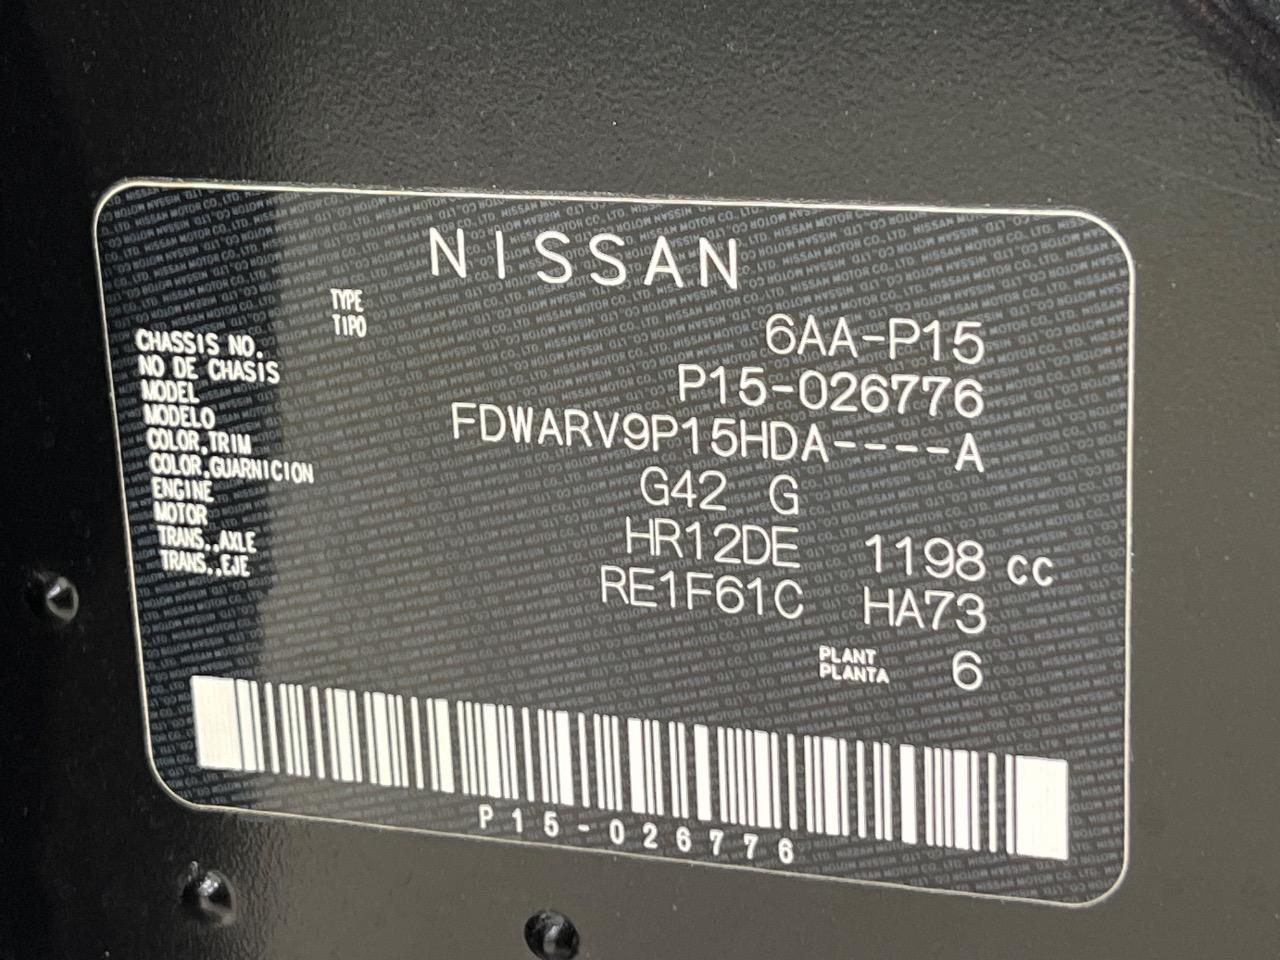 NISSAN
TYPE
TIPO
6AA-P15
CHASSIS NO.
NO DE CHASIS
P15-026776
MODEL
MODELO
FDWARV9P15HDA----A
COLOR,TRIM
COLOR,GUARNICION
G42 G
ENGINE
MOTOR
HR12DE 1198 cc
TRANS.,AXLE
TRANS.,EJE
RE1F61C HA73
PLANT
PLANTA
6
P15-026776